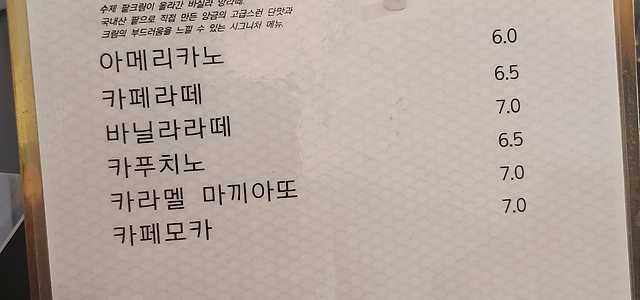 수제 팥크림이 올라간 바닐라 앙라떼.
국내산 팥으로 직접 만든 앙금의 고급스런 단맛과
크림의 부드러움을 느낄 수 있는 시그니처 메뉴.
아메리카노 6.0
카페라떼 6.5
바닐라라떼 7.0
카푸치노 6.5
카라멜 마끼아또 7.0
카페모카 7.0